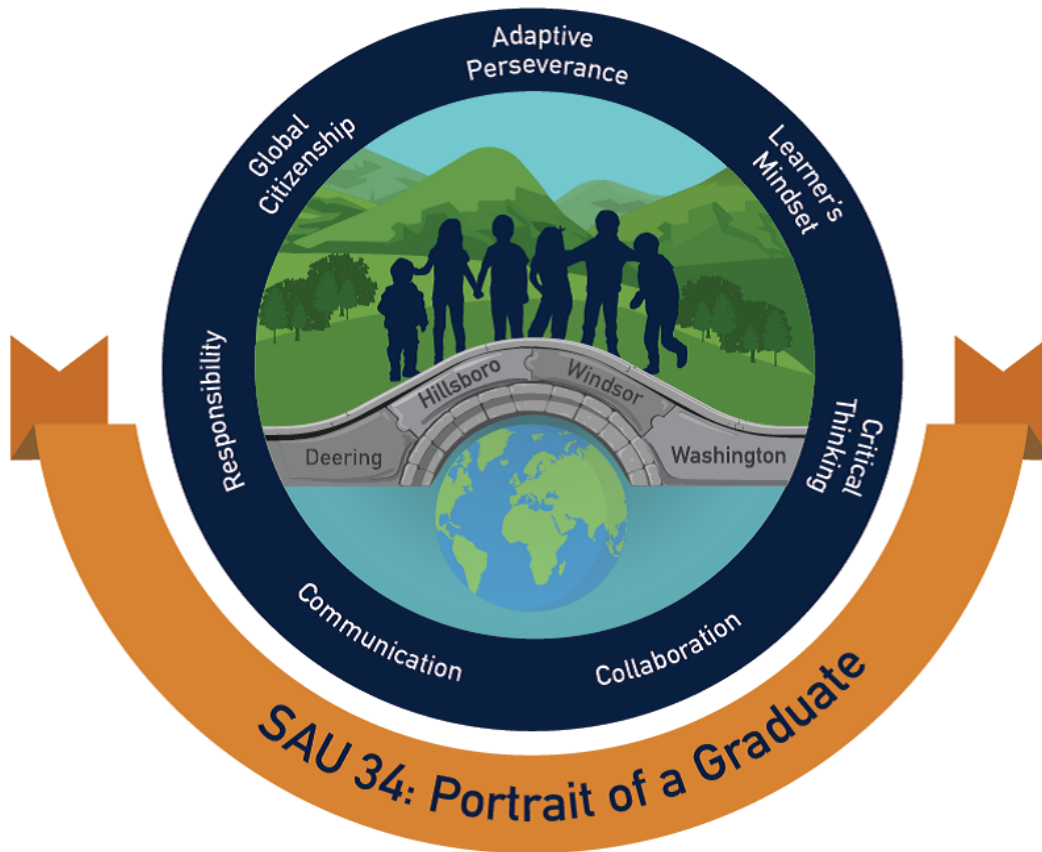 Adaptive
Perseverance
Learner's
Mindset
Critical
Thinking
Collaboration
Communication
Responsibility
Global
Citizenship
Deering
Hillsboro
Windsor
Washington
SAU 34: Portrait of a Graduate